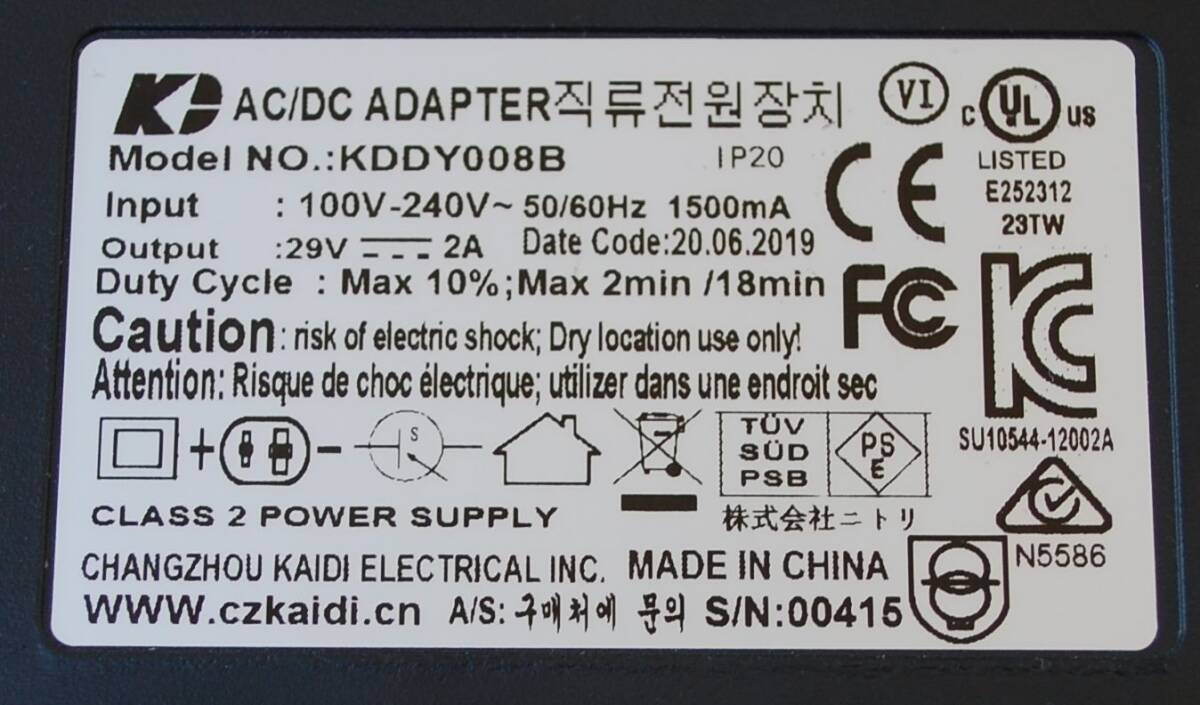 KD AC/DC ADAPTER직류전원장치 VI
c UL us
Model NO.:KDDY008B IP20 CE LISTED
E252312
Input : 100V-240V~ 50/60Hz 1500mA
23TW
Output :29V 2A Date Code:20.06.2019
Duty Cycle : Max 10%;Max 2min /18min FC KC
Caution: risk of electric shock; Dry location use only!
Attention: Risque de choc électrique; utilizer dans une endroit sec
SU10544-12002A
+ - S
TÜV
SÜD
PSB
PS
E
CLASS 2 POWER SUPPLY 株式会社ニトリ
N5586
CHANGZHOU KAIDI ELECTRICAL INC. MADE IN CHINA
WWW.czkaidi.cn A/S: 구매처에 문의 S/N:00415